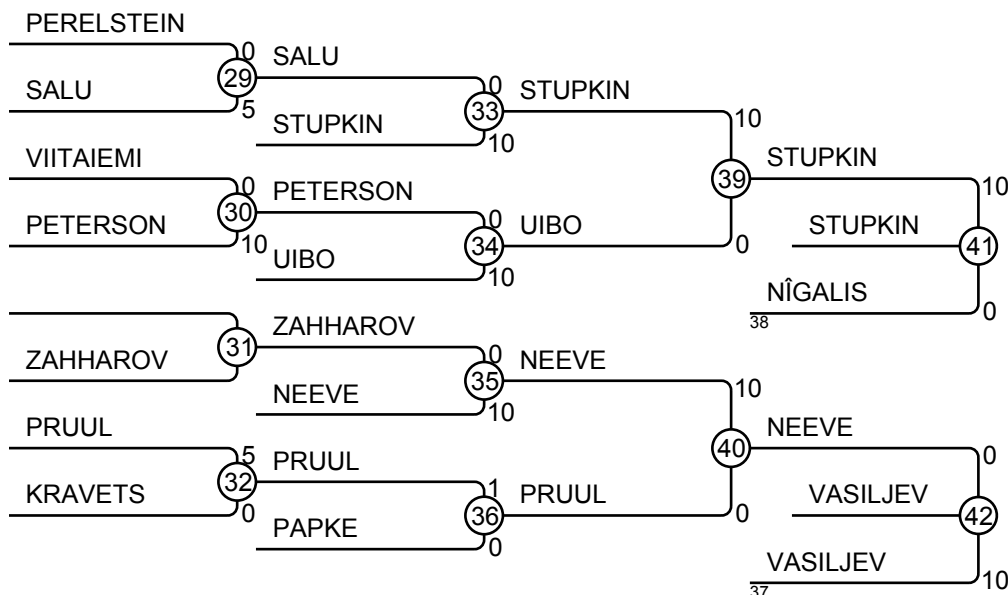 PERELSTEIN
0
SALU
29
0
SALU
5
STUPKIN
33
STUPKIN
10
10
VIITAIEMI
STUPKIN
0
PETERSON
39
10
30
0
PETERSON
10
UIBO
STUPKIN
34
UIBO
10
0
41
NÎGALIS
38
0
ZAHHAROV
31
0
ZAHHAROV
NEEVE
35
NEEVE
10
10
PRUUL
NEEVE
5
PRUUL
40
0
32
1
KRAVETS
0
PRUUL
VASILJEV
36
PAPKE
0
0
42
VASILJEV
37
10